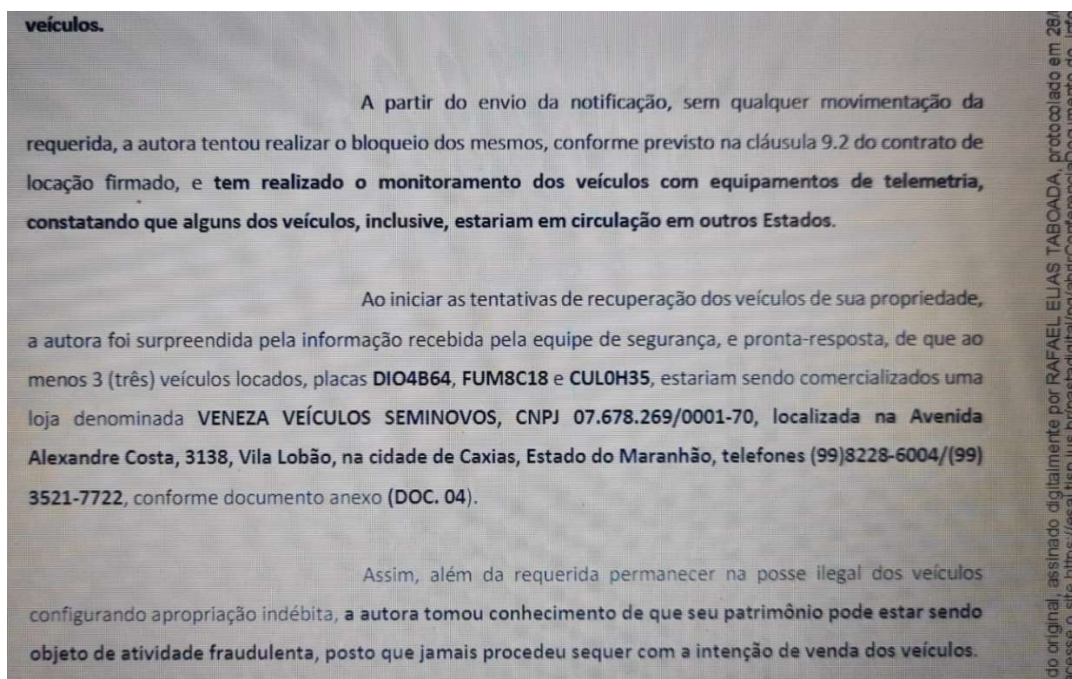 veículos.
A partir do envio da notificação, sem qualquer movimentação da
requerida, a autora tentou realizar o bloqueio dos mesmos, conforme previsto na cláusula 9.2 do contrato de
locação firmado, e tem realizado o monitoramento dos veículos com equipamentos de telemetria,
constatando que alguns dos veículos, inclusive, estariam em circulação em outros Estados.
Ao iniciar as tentativas de recuperação dos veículos de sua propriedade,
a autora foi surpreendida pela informação recebida pela equipe de segurança, e pronta-resposta, de que ao
menos 3 (três) veículos locados, placas DIO4B64, FUM8C18 e CUL0H35, estariam sendo comercializados uma
loja denominada VENEZA VEÍCULOS SEMINOVOS, CNPJ 07.678.269/0001-70, localizada na Avenida
Alexandre Costa, 3138, Vila Lobão, na cidade de Caxias, Estado do Maranhão, telefones (99)8228-6004/(99)
3521-7722, conforme documento anexo (DOC. 04).
Assim, além da requerida permanecer na posse ilegal dos veículos
configurando apropriação indébita, a autora tomou conhecimento de que seu patrimônio pode estar sendo
objeto de atividade fraudulenta, posto que jamais procedeu sequer com a intenção de venda dos veículos.
do original, assinado digitalmente por RAFAEL ELIAS TABOADA, protocolado em 28/